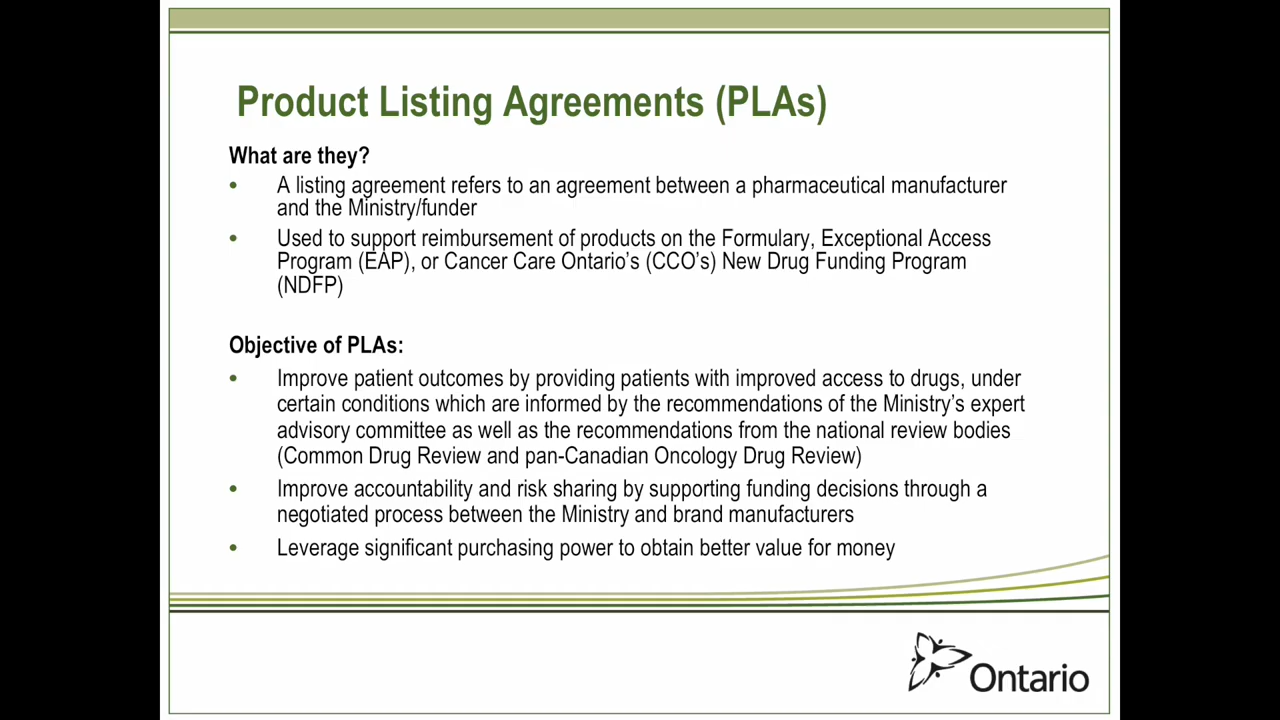 Product Listing Agreements (PLAs)
What are they?
• A listing agreement refers to an agreement between a pharmaceutical manufacturer
and the Ministry/funder
• Used to support reimbursement of products on the Formulary, Exceptional Access
Program (EAP), or Cancer Care Ontario’s (CCO’s) New Drug Funding Program
(NDFP)
Objective of PLAs:
• Improve patient outcomes by providing patients with improved access to drugs, under
certain conditions which are informed by the recommendations of the Ministry’s expert
advisory committee as well as the recommendations from the national review bodies
(Common Drug Review and pan-Canadian Oncology Drug Review)
• Improve accountability and risk sharing by supporting funding decisions through a
negotiated process between the Ministry and brand manufacturers
• Leverage significant purchasing power to obtain better value for money
Ontario